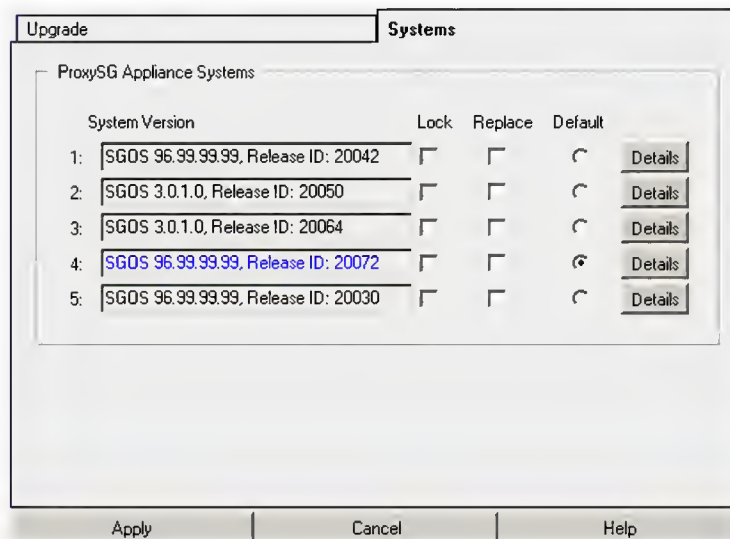 Upgrade Systems
ProxySG Appliance Systems
System Version Lock Replace Default
1: SGOS 96.99.99.99, Release ID: 20042 Details
2: SGOS 3.0.1.0, Release ID: 20050 Details
3: SGOS 3.0.1.0, Release ID: 20064 Details
4: SGOS 96.99.99.99, Release ID: 20072 Details
5: SGOS 96.99.99.99, Release ID: 20030 Details
Apply Cancel Help